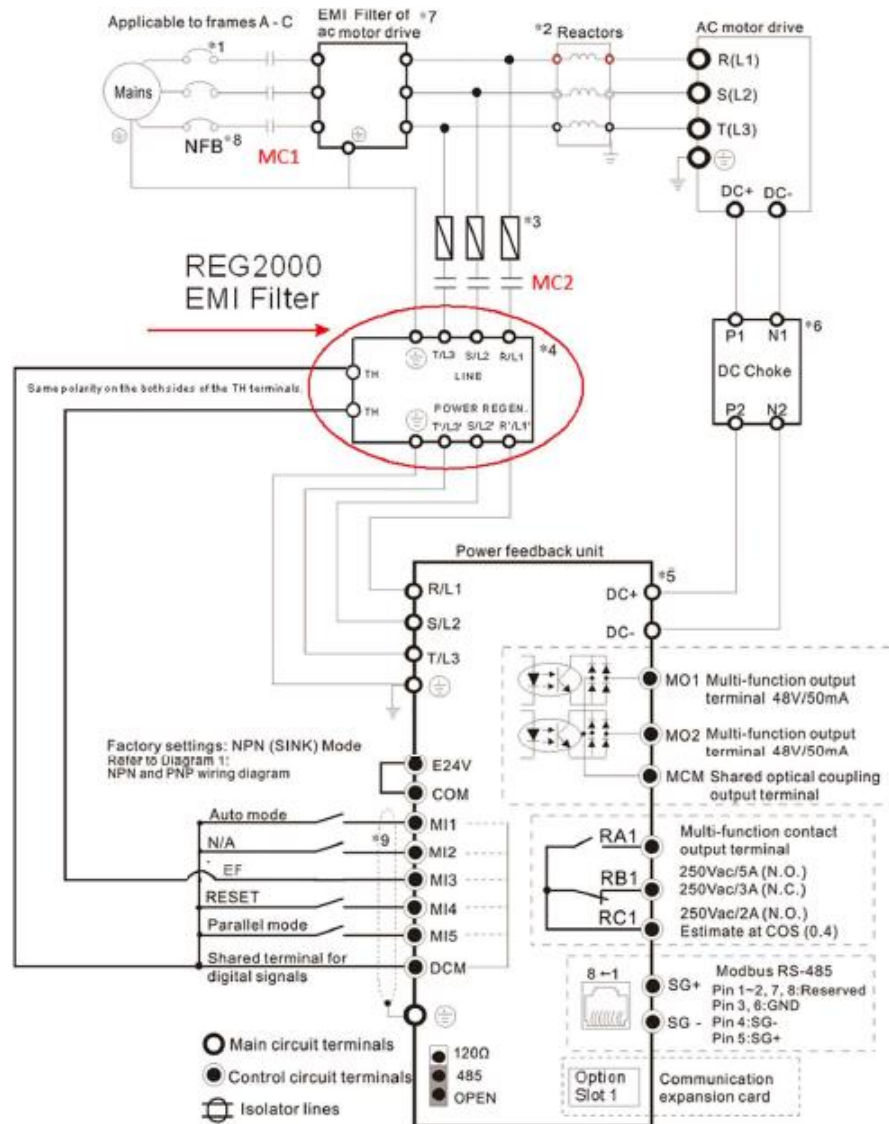 Applicable to frames A - C
EMI Filter of *7
ac motor drive
*2 Reactors
AC motor drive
*1
R(L1)
Mains
S(L2)
T(L3)
NFB*8
MC1
DC+ DC-
*3
REG2000
EMI Filter
MC2
T/L3 S/L2 R/L1
*4
LINE
TH
Same polarity on the both sides of the TH terminals.
TH
POWER REGEN.
T'/L3' S/L2' R'/L1'
P1 N1
*6
DC Choke
P2 N2
Power feedback unit
*5
R/L1
DC+
S/L2
DC-
T/L3
MO1 Multi-function output
terminal 48V/50mA
MO2 Multi-function output
terminal 48V/50mA
MCM Shared optical coupling
output terminal
Factory settings: NPN (SINK) Mode
Refer to Diagram 1:
NPN and PNP wiring diagram
E24V
COM
Auto mode
MI1
N/A
*9
MI2
EF
MI3
RESET
MI4
Parallel mode
MI5
Shared terminal for
digital signals
DCM
RA1
Multi-function contact
output terminal
RB1
250Vac/5A (N.O.)
250Vac/3A (N.C.)
RC1
250Vac/2A (N.O.)
Estimate at COS (0.4)
8 ←1
Modbus RS-485
SG+
Pin 1~2, 7, 8:Reserved
Pin 3, 6:GND
SG -
Pin 4:SG-
Pin 5:SG+
Main circuit terminals
Control circuit terminals
Isolator lines
120Ω
485
OPEN
Option
Slot 1
Communication
expansion card